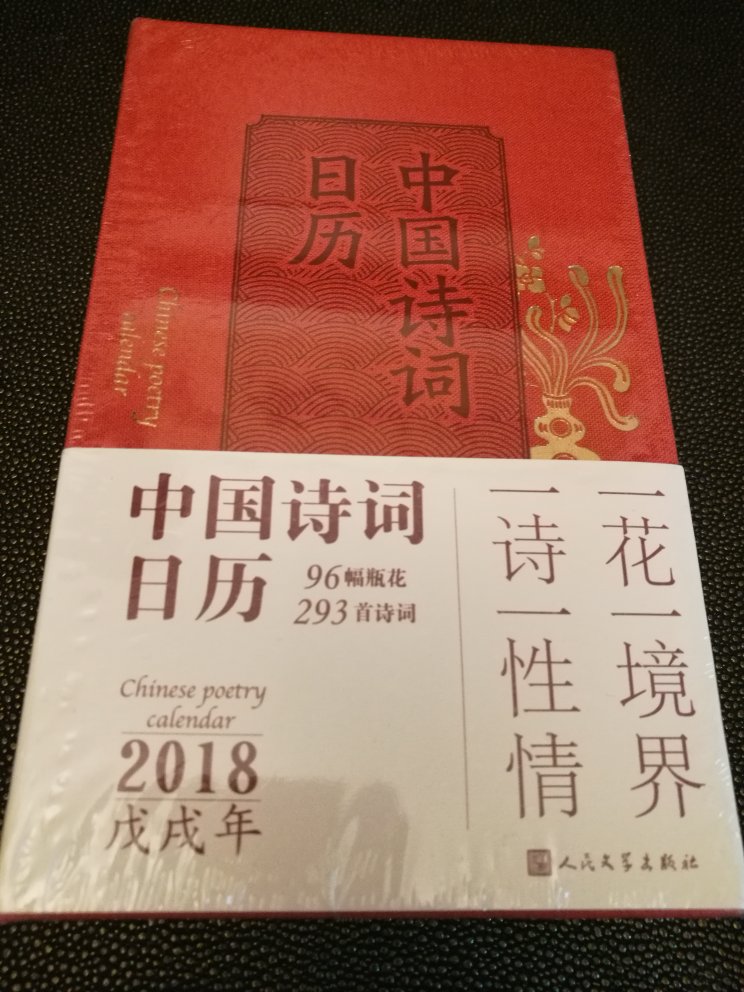 中国诗词
日历
Chinese poetry
calendar
中国诗词
日历
96幅瓶花
293首诗词
Chinese poetry
calendar
2018
戊戌年
一花一境界
一诗一性情
人民文学出版社